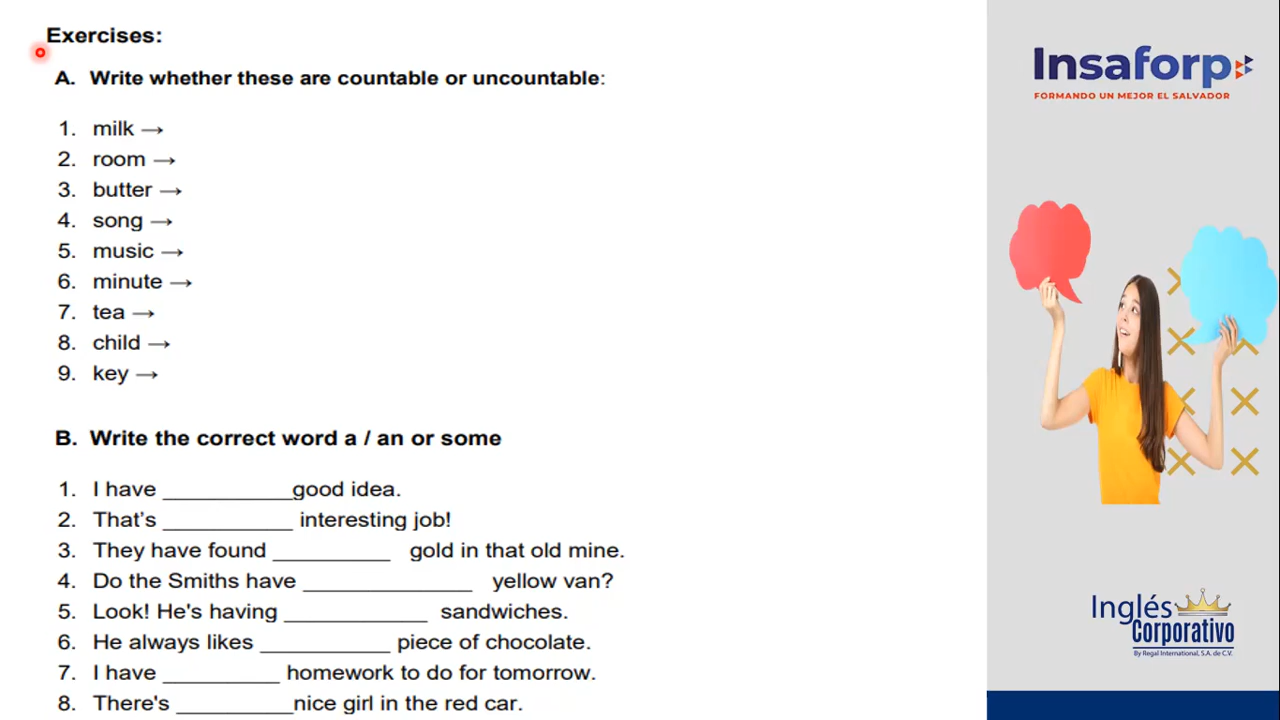 Exercises:
A. Write whether these are countable or uncountable:
1. milk →
2. room →
3. butter →
4. song →
5. music →
6. minute →
7. tea →
8. child →
9. key →
B. Write the correct word a / an or some
1. I have ___________good idea.
2. That's ___________ interesting job!
3. They have found __________ gold in that old mine.
4. Do the Smiths have ______________ yellow van?
5. Look! He's having ____________ sandwiches.
6. He always likes ___________ piece of chocolate.
7. I have __________ homework to do for tomorrow.
8. There's __________nice girl in the red car.
Insaforp
FORMANDO UN MEJOR EL SALVADOR
Inglés
Corporativo
By Regal International, S.A. de C.V.